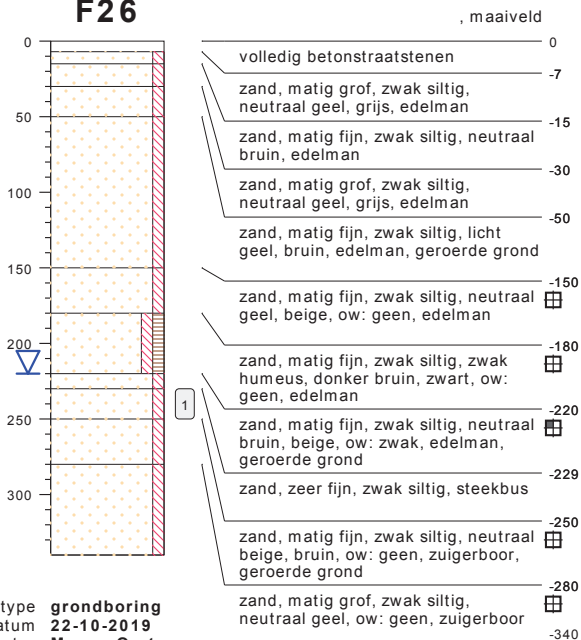 F26
, maaiveld
0
0
volledig betonstraatstenen
-7
zand, matig grof, zwak siltig,
neutraal geel, grijs, edelman
-15
zand, matig fijn, zwak siltig, neutraal
bruin, edelman
-30
zand, matig grof, zwak siltig,
neutraal geel, grijs, edelman
50
-50
zand, matig fijn, zwak siltig, licht
geel, bruin, edelman, geroerde grond
100
150
-150
zand, matig fijn, zwak siltig, neutraal
geel, beige, ow: geen, edelman
-180
200
zand, matig fijn, zwak siltig, zwak
humeus, donker bruin, zwart, ow:
geen, edelman
-220
1
250
zand, matig fijn, zwak siltig, neutraal
bruin, beige, ow: zwak, edelman,
geroerde grond
-229
zand, zeer fijn, zwak siltig, steekbus
300
-250
zand, matig fijn, zwak siltig, neutraal
beige, bruin, ow: geen, zuigerboor,
geroerde grond
-280
zand, matig grof, zwak siltig,
neutraal geel, ow: geen, zuigerboor
-340
type grondboring
datum 22-10-2019